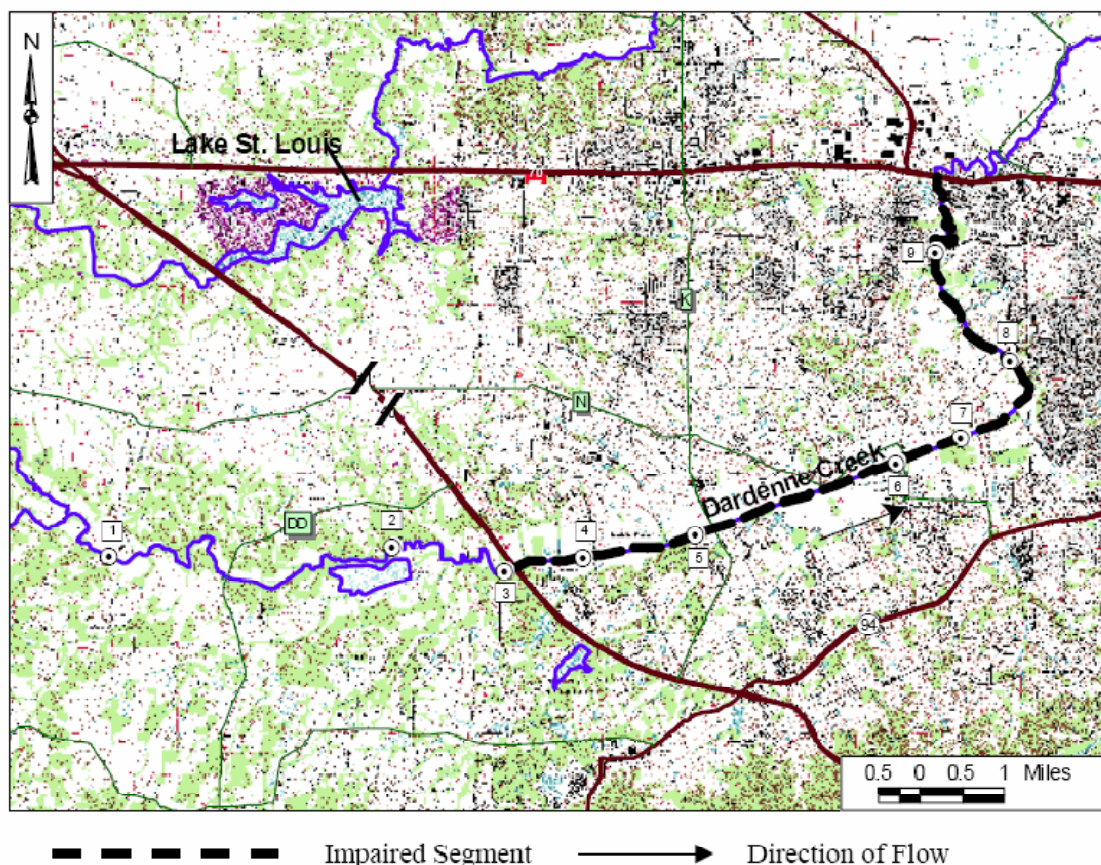 N
Lake St. Louis
9
K
8
N
7
Dardenne Creek
6
1
DD
2
4
5
3
94
0.5 0 0.5 1 Miles
Impaired Segment Direction of Flow